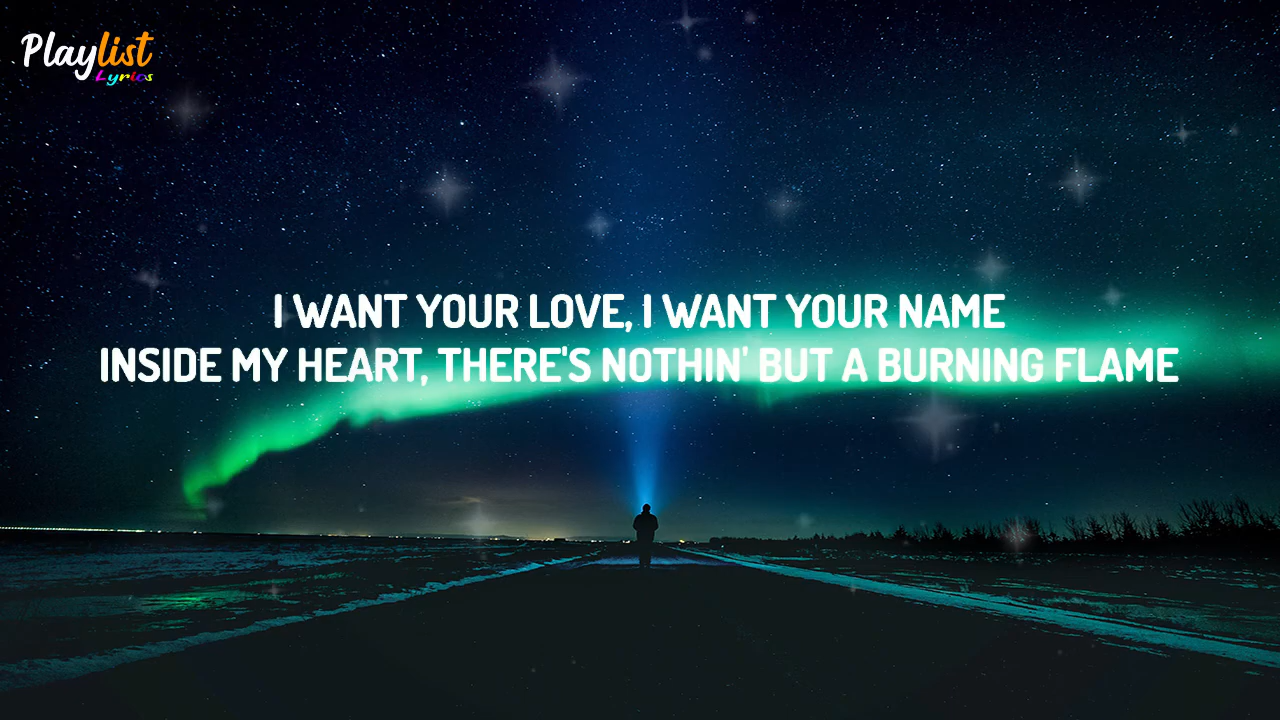 Playlist
Lyrics
I WANT YOUR LOVE, I WANT YOUR NAME
INSIDE MY HEART, THERE'S NOTHIN' BUT A BURNING FLAME